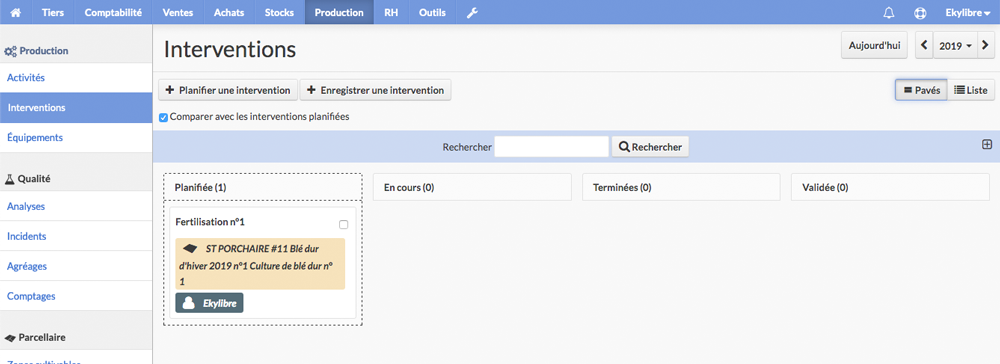 Tiers Comptabilité Ventes Achats Stocks Production RH Outils Ekylibre
Production
Activités
Interventions
Équipements
Qualité
Analyses
Incidents
Agréages
Comptages
Parcellaire
Zones cultivables
Interventions
Aujourd'hui 2019
Planifier une intervention Enregistrer une intervention
Pavés Liste
Comparer avec les interventions planifiées
Rechercher Rechercher
Planifiée (1) En cours (0) Terminées (0) Validée (0)
Fertilisation n°1
ST PORCHAIRE #11 Blé dur
d'hiver 2019 n°1 Culture de blé dur n°
1
Ekylibre